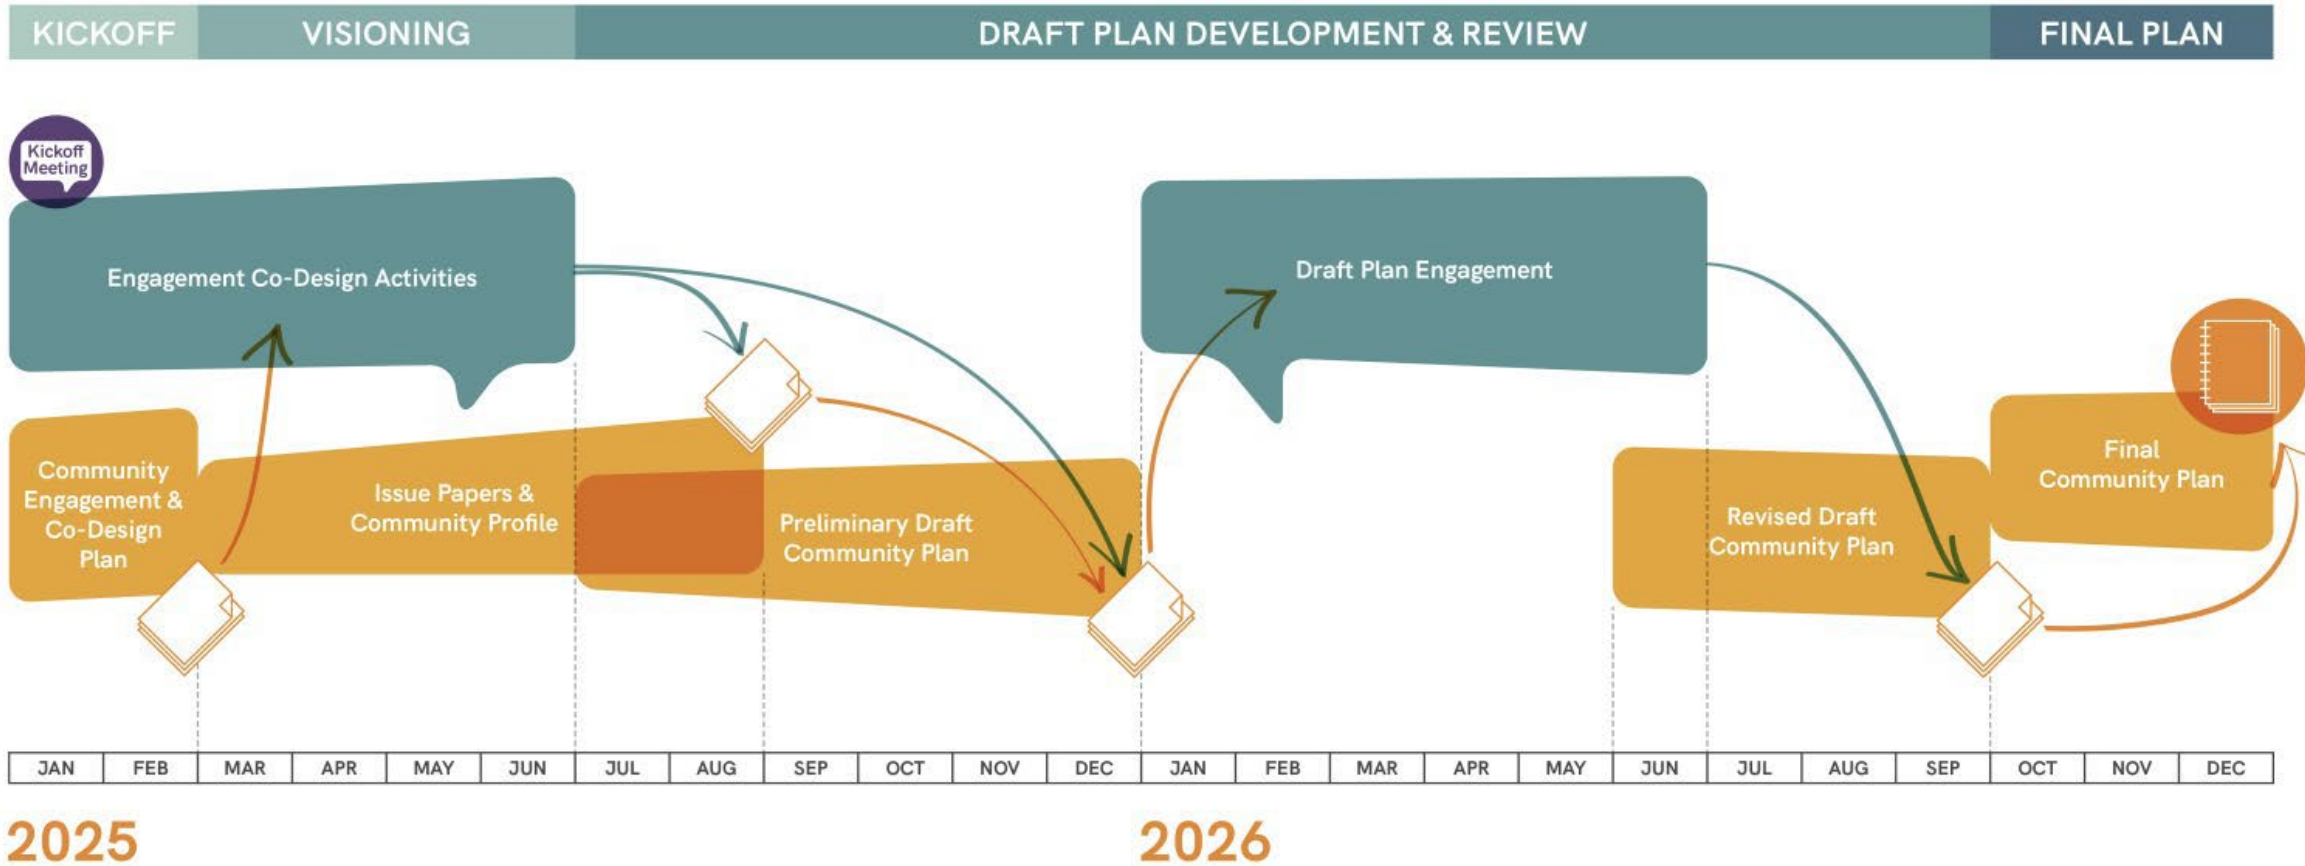 KICKOFF
VISIONING
DRAFT PLAN DEVELOPMENT & REVIEW
FINAL PLAN
Kickoff
Meeting
Engagement Co-Design Activities
Draft Plan Engagement
Community
Engagement &
Co-Design
Plan
Issue Papers &
Community Profile
Preliminary Draft
Community Plan
Revised Draft
Community Plan
Final
Community Plan
JAN FEB MAR APR MAY JUN JUL AUG SEP OCT NOV DEC JAN FEB MAR APR MAY JUN JUL AUG SEP OCT NOV DEC
2025
2026